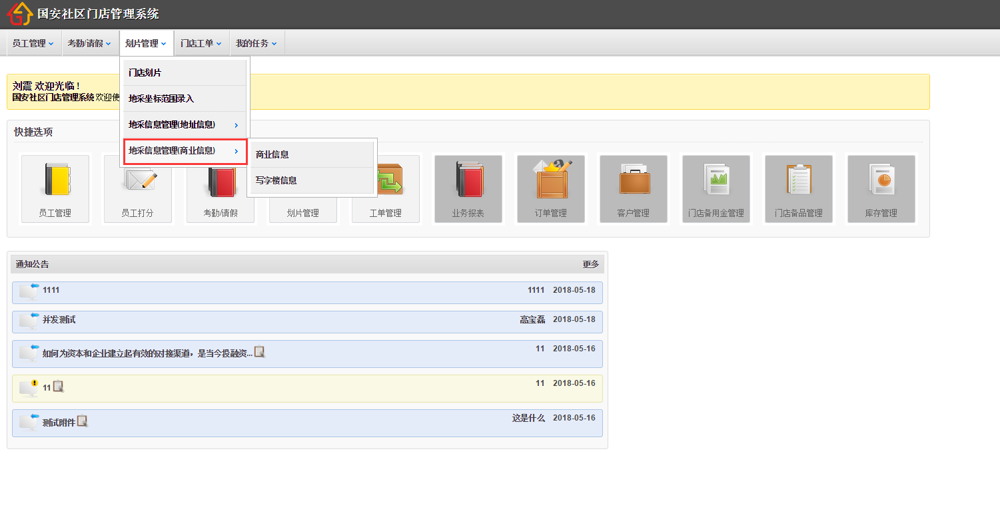 国安社区门店管理系统
员工管理
考勤/请假
划片管理
门店工单
我的任务
门店划片
地采坐标范围录入
地采信息管理(地址信息)
地采信息管理(商业信息)
商业信息
写字楼信息
刘震 欢迎光临！
国安社区门店管理系统 欢迎使
快捷选项
员工管理
员工打分
考勤/请假
划片管理
工单管理
业务报表
订单管理
客户管理
门店备用金管理
门店备品管理
库存管理
通知公告 更多
1111 1111 2018-05-18
并发测试 高宝磊 2018-05-18
如何为资本和企业建立起有效的对接渠道，是当今投融资... 11 2018-05-16
11 11 2018-05-16
测试附件 这是什么 2018-05-16